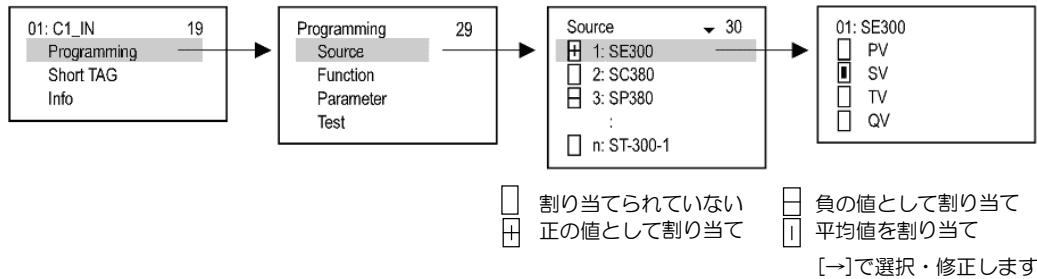 01: C1_IN 19
Programming
Short TAG
Info
Programming 29
Source
Function
Parameter
Test
Source 30
1: SE300
2: SC380
3: SP380
:
n: ST-300-1
01: SE300
PV
SV
TV
QV
割り当てられていない
正の値として割り当て
負の値として割り当て
平均値を割り当て
[→]で選択・修正します